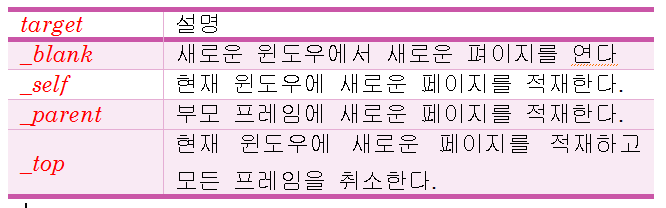 target 설명
_blank 새로운 윈도우에서 새로운 펴이지를 연다
_self 현재 윈도우에 새로운 페이지를 적재한다.
_parent 부모 프레임에 새로운 페이지를 적재한다.
_top 현재 윈도우에 새로운 페이지를 적재하고
모든 프레임을 취소한다.